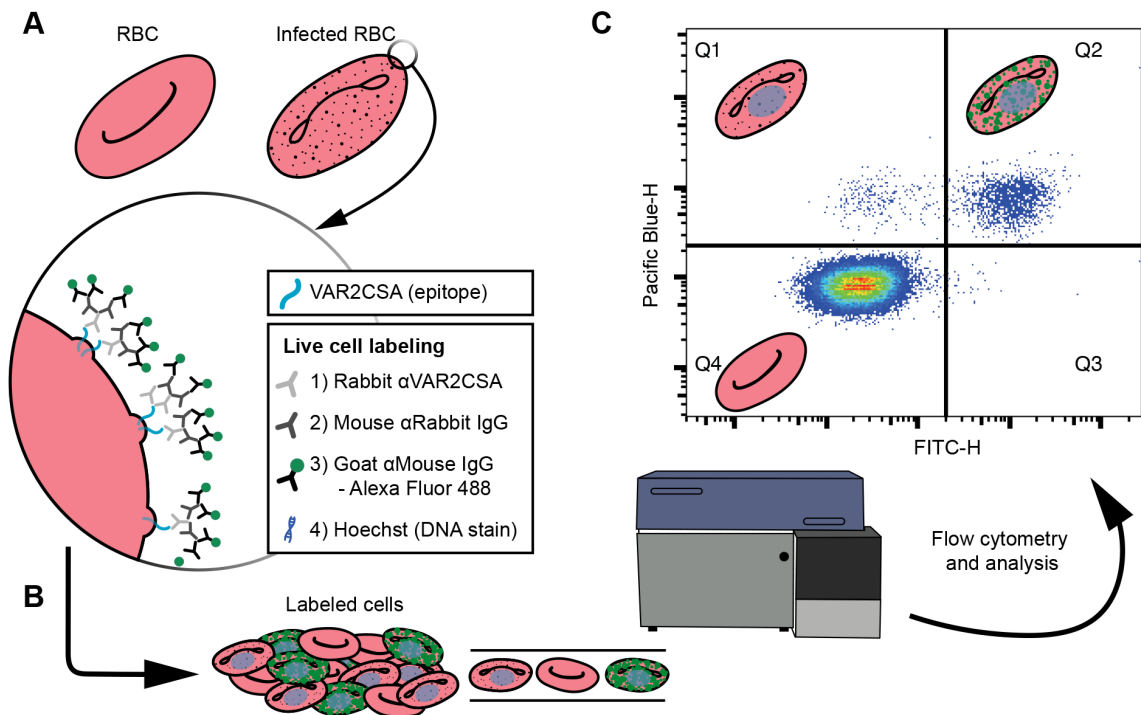 A
RBC
Infected RBC
VAR2CSA (epitope)
Live cell labeling
1) Rabbit αVAR2CSA
2) Mouse αRabbit IgG
3) Goat αMouse IgG
- Alexa Fluor 488
4) Hoechst (DNA stain)
B
Labeled cells
C
Q1
Q2
Pacific Blue-H
Q4
Q3
FITC-H
Flow cytometry
and analysis